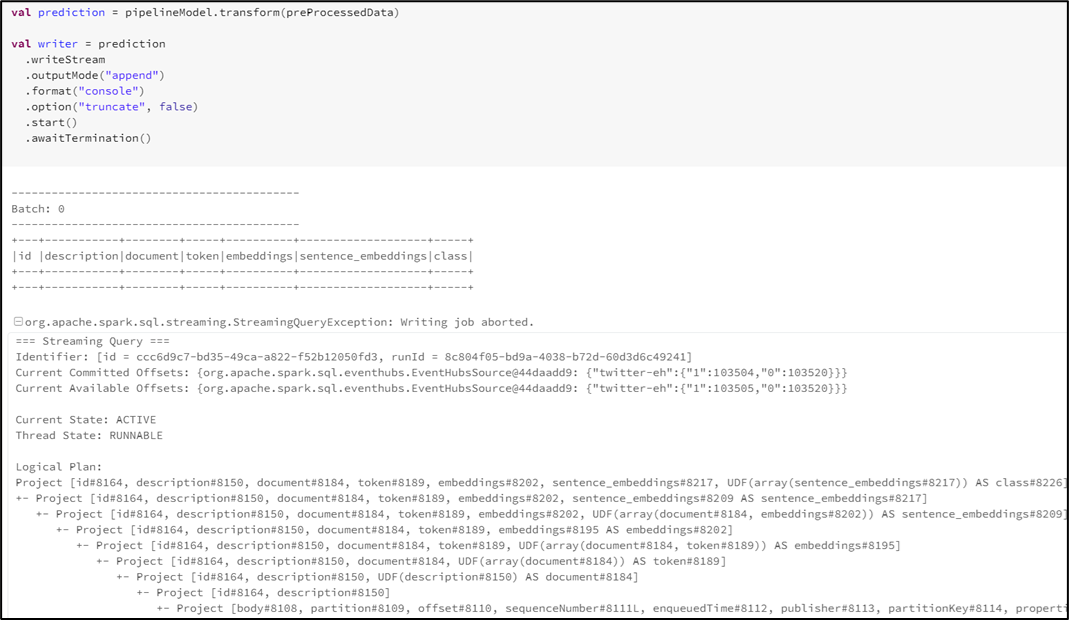 val prediction = pipelineModel.transform(preProcessedData)
val writer = prediction
.writeStream
.outputMode("append")
.format("console")
.option("truncate", false)
.start()
.awaitTermination()
-------------------------------------------
Batch: 0
-------------------------------------------
+---+-----------+--------+-----+----------+-------------------+-----+
|id |description|document|token|embeddings|sentence_embeddings|class|
+---+-----------+--------+-----+----------+-------------------+-----+
+---+-----------+--------+-----+----------+-------------------+-----+
org.apache.spark.sql.streaming.StreamingQueryException: Writing job aborted.
=== Streaming Query ===
Identifier: [id = ccc6d9c7-bd35-49ca-a822-f52b12050fd3, runId = 8c804f05-bd9a-4038-b72d-60d3d6c49241]
Current Committed Offsets: {org.apache.spark.sql.eventhubs.EventHubsSource@44daadd9: {"twitter-eh":{"1":103504,"0":103520}}}
Current Available Offsets: {org.apache.spark.sql.eventhubs.EventHubsSource@44daadd9: {"twitter-eh":{"1":103505,"0":103520}}}
Current State: ACTIVE
Thread State: RUNNABLE
Logical Plan:
Project [id#8164, description#8150, document#8184, token#8189, embeddings#8202, sentence_embeddings#8217, UDF(array(sentence_embeddings#8217)) AS class#8226]
+- Project [id#8164, description#8150, document#8184, token#8189, embeddings#8202, sentence_embeddings#8209 AS sentence_embeddings#8217]
+- Project [id#8164, description#8150, document#8184, token#8189, embeddings#8202, UDF(array(document#8184, embeddings#8202)) AS sentence_embeddings#8209]
+- Project [id#8164, description#8150, document#8184, token#8189, embeddings#8195 AS embeddings#8202]
+- Project [id#8164, description#8150, document#8184, token#8189, UDF(array(document#8184, token#8189)) AS embeddings#8195]
+- Project [id#8164, description#8150, document#8184, UDF(array(document#8184)) AS token#8189]
+- Project [id#8164, description#8150, UDF(description#8150) AS document#8184]
+- Project [id#8164, description#8150]
+- Project [body#8108, partition#8109, offset#8110, sequenceNumber#8111L, enqueuedTime#8112, publisher#8113, partitionKey#8114, properti